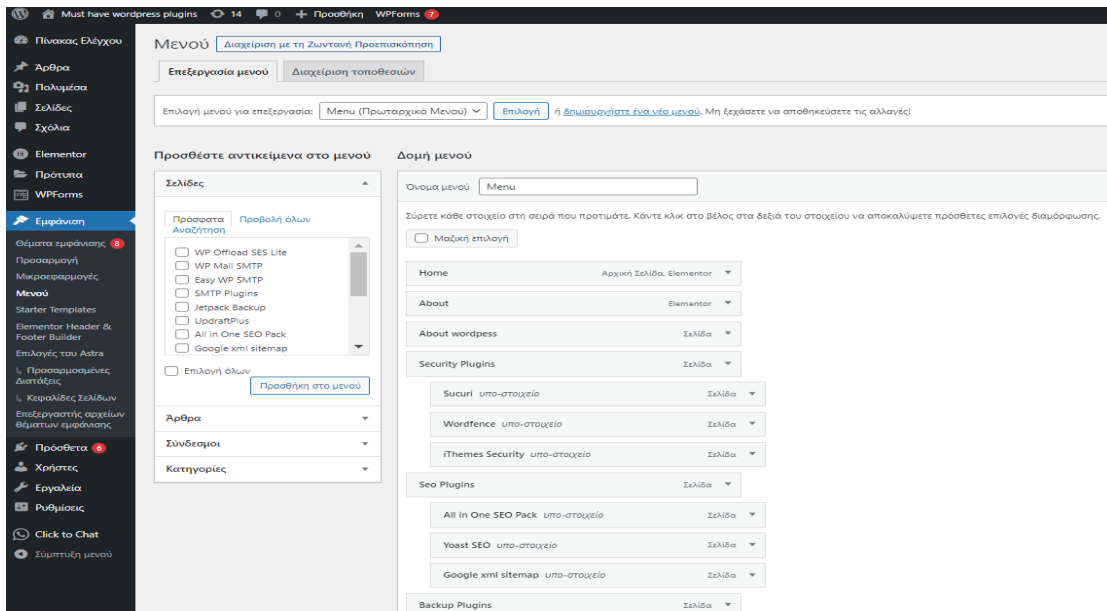 Must have wordpress plugins 14 0 + Προσθήκη WPForms 7
Πίνακας Ελέγχου
Άρθρα
Πολυμέσα
Σελίδες
Σχόλια
Elementor
Πρότυπα
WPForms
Εμφάνιση
Θέματα εμφάνισης 8
Προσαρμογή
Μικροεφαρμογές
Μενού
Starter Templates
Elementor Header &
Footer Builder
Επιλογές του Astra
↳ Προσαρμοσμένες
Διατάξεις
↳ Κεφαλίδες Σελίδων
Επεξεργαστής αρχείων
θέματων εμφάνισης
Πρόσθετα 6
Χρήστες
Εργαλεία
Ρυθμίσεις
Click to Chat
Σύμπτυξη μενού
Μενού Διαχείριση με τη Ζωντανή Προεπισκόπηση
Επεξεργασία μενού Διαχείριση τοποθεσιών
Επιλογή μενού για επεξεργασία: Menu (Πρωταρχικό Μενού) Επιλογή ή δημιουργήστε ένα νέο μενού. Μη ξεχάσετε να αποθηκεύσετε τις αλλαγές!
Προσθέστε αντικείμενα στο μενού
Σελίδες
Πρόσφατα Προβολή όλων
Αναζήτηση
WP Offload SES Lite
WP Mail SMTP
Easy WP SMTP
SMTP Plugins
Jetpack Backup
UpdraftPlus
All in One SEO Pack
Google xml sitemap
Επιλογή όλων
Προσθήκη στο μενού
Άρθρα
Σύνδεσμοι
Κατηγορίες
Δομή μενού
Όνομα μενού Menu
Σύρετε κάθε στοιχείο στη σειρά που προτιμάτε. Κάντε κλικ στο βέλος στα δεξιά του στοιχείου να αποκαλύψετε πρόσθετες επιλογές διαμόρφωσης.
Μαζική επιλογή
Home Αρχική Σελίδα, Elementor
About Elementor
About wordpess Σελίδα
Security Plugins Σελίδα
Sucuri υπο-στοιχείο Σελίδα
Wordfence υπο-στοιχείο Σελίδα
iThemes Security υπο-στοιχείο Σελίδα
Seo Plugins Σελίδα
All in One SEO Pack υπο-στοιχείο Σελίδα
Yoast SEO υπο-στοιχείο Σελίδα
Google xml sitemap υπο-στοιχείο Σελίδα
Backup Plugins Σελίδα